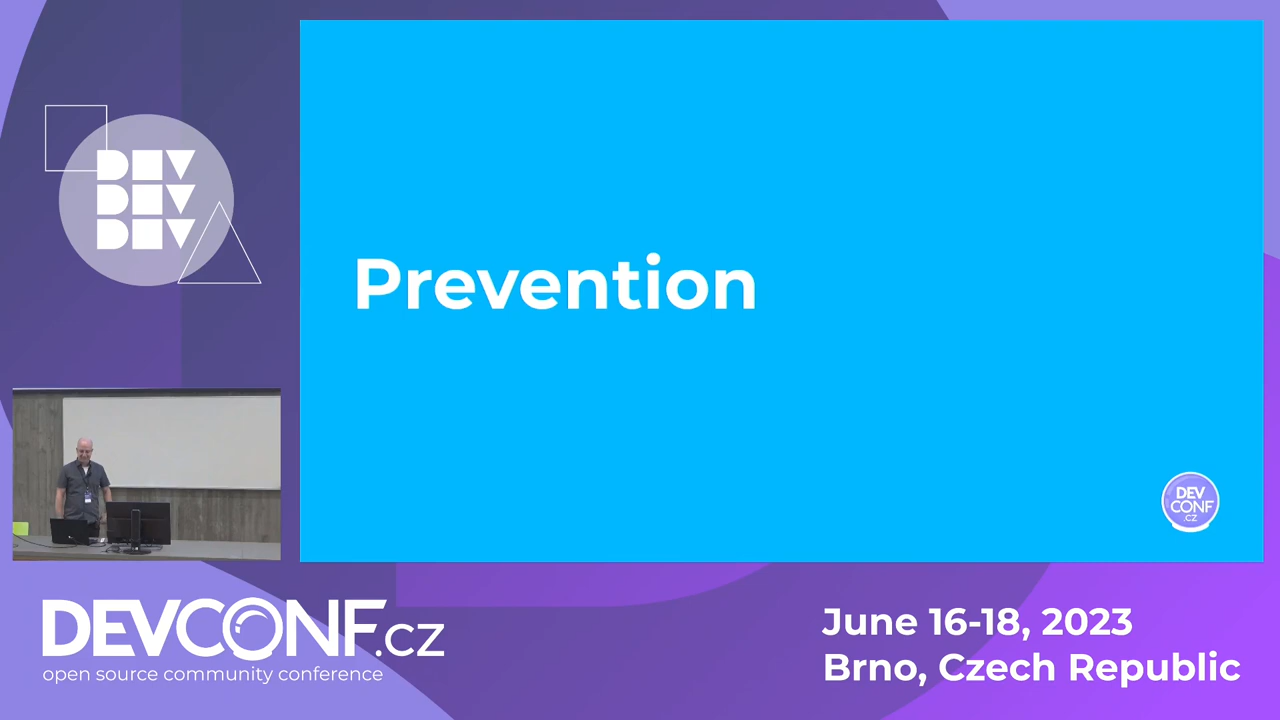 DEV
DEV
DEV
Prevention
DEV
CONF
.CZ
DEVCONF.cz
open source community conference
June 16-18, 2023
Brno, Czech Republic